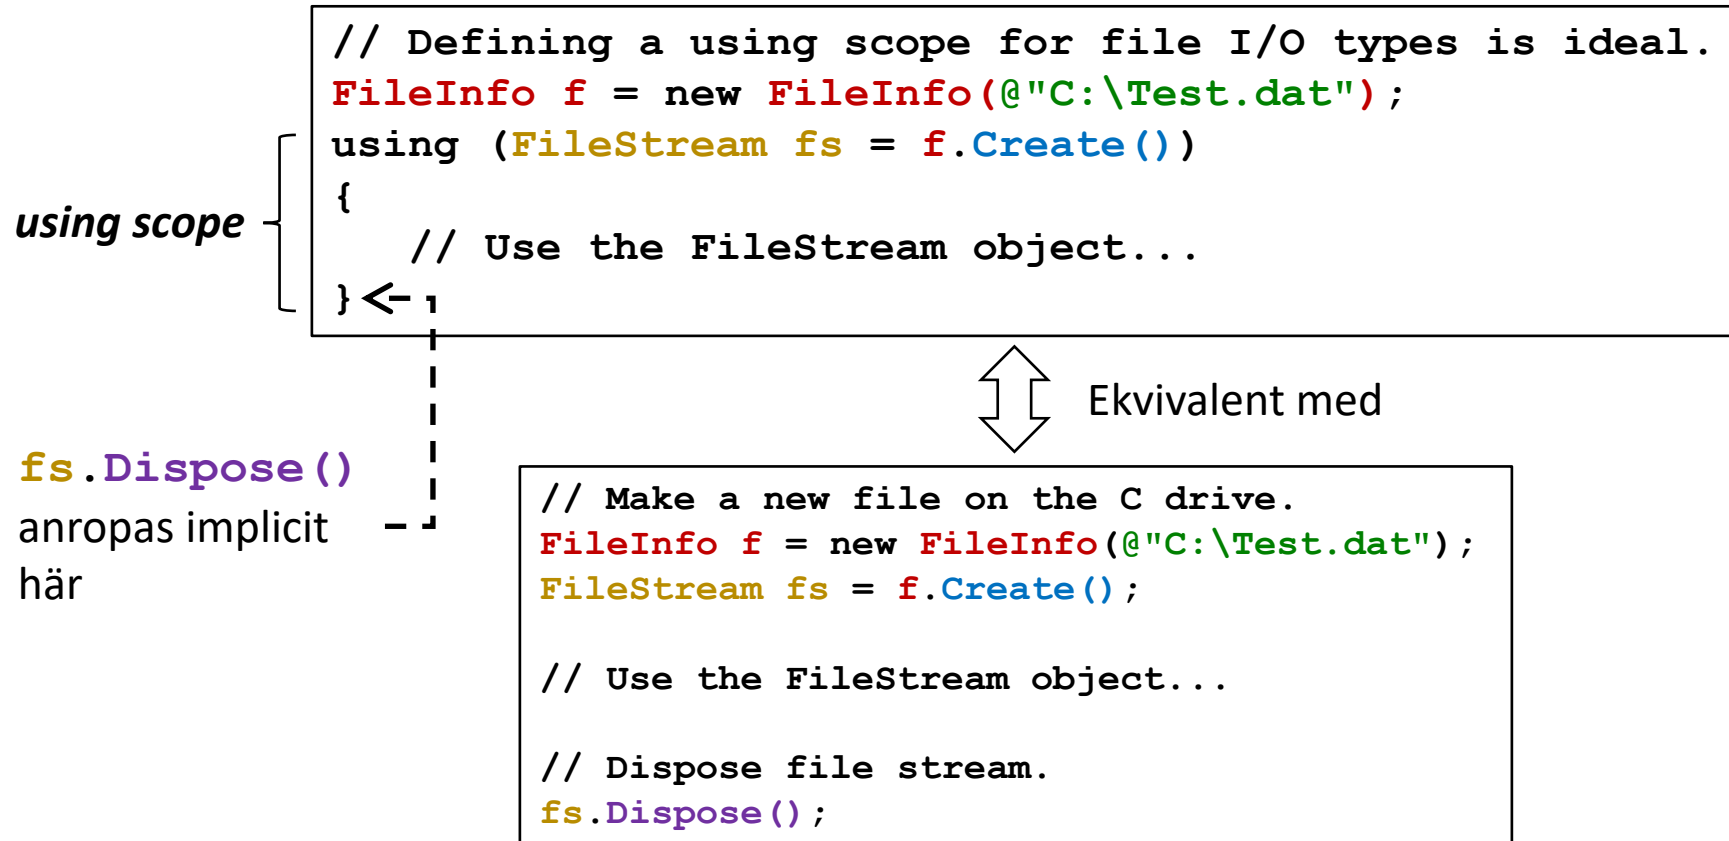 // Defining a using scope for file I/O types is ideal.
FileInfo f = new FileInfo(@"C:\Test.dat");
using (FileStream fs = f.Create())
{
// Use the FileStream object...
}
using scope
Ekvivalent med
fs.Dispose()
anropas implicit
här
// Make a new file on the C drive.
FileInfo f = new FileInfo(@"C:\Test.dat");
FileStream fs = f.Create();
// Use the FileStream object...
// Dispose file stream.
fs.Dispose();